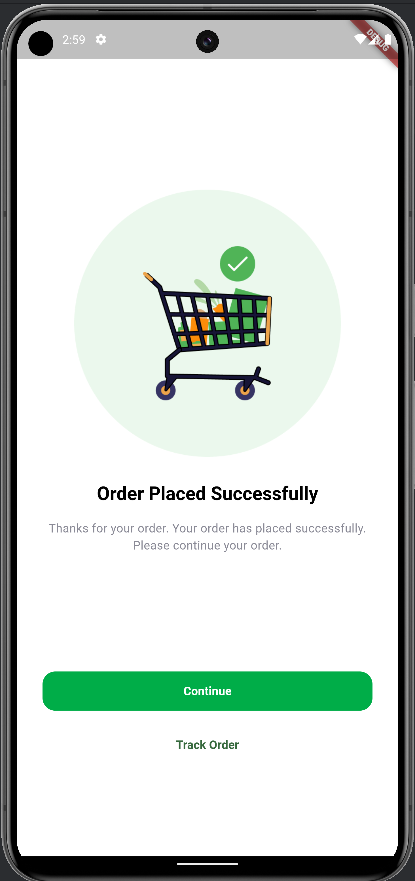 2:59
DEBUG
Order Placed Successfully
Thanks for your order. Your order has placed successfully.
Please continue your order.
Continue
Track Order